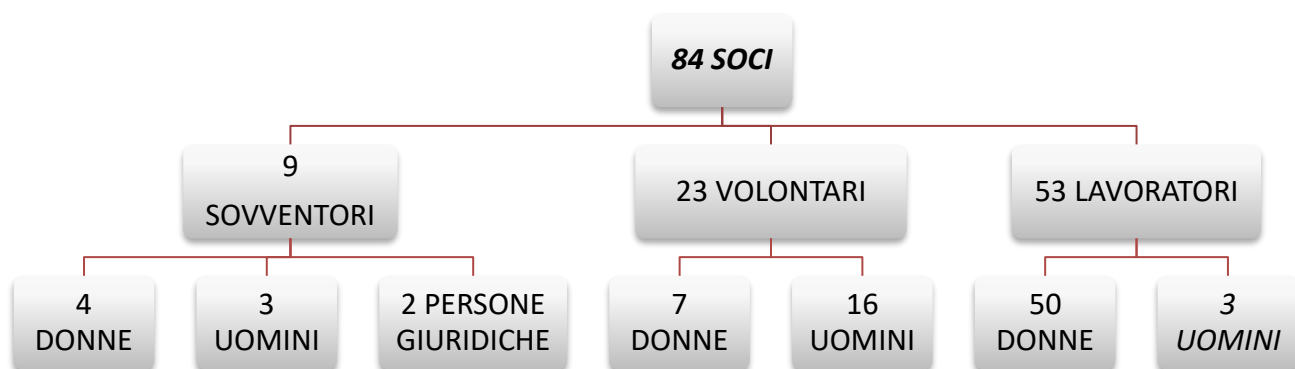 84 SOCI
9
SOVVENTORI
23 VOLONTARI
53 LAVORATORI
4
DONNE
3
UOMINI
2 PERSONE
GIURIDICHE
7
DONNE
16
UOMINI
50
DONNE
3
UOMINI